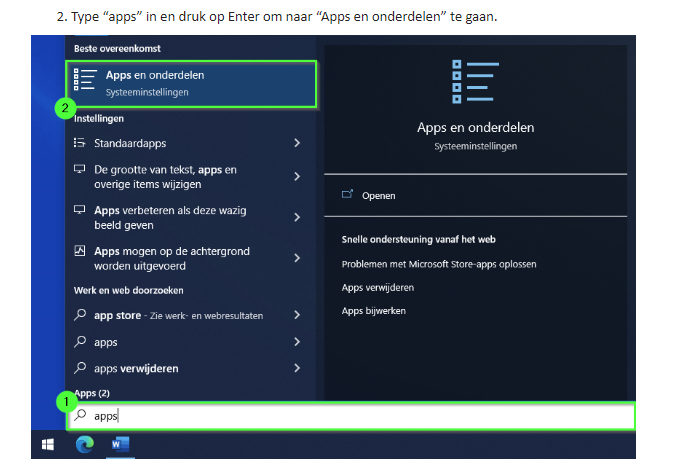 2. Type “apps” in en druk op Enter om naar “Apps en onderdelen” te gaan.
Beste overeenkomst
Apps en onderdelen
Systeeminstellingen
2
Instellingen
Standaardapps
De grootte van tekst, apps en
overige items wijzigen
Apps verbeteren als deze wazig
beeld geven
Apps mogen op de achtergrond
worden uitgevoerd
Werk en web doorzoeken
app store - Zie werk- en webresultaten
apps
apps verwijderen
Apps (2)
1
apps
Apps en onderdelen
Systeeminstellingen
Openen
Snelle ondersteuning vanaf het web
Problemen met Microsoft Store-apps oplossen
Apps verwijderen
Apps bijwerken
W